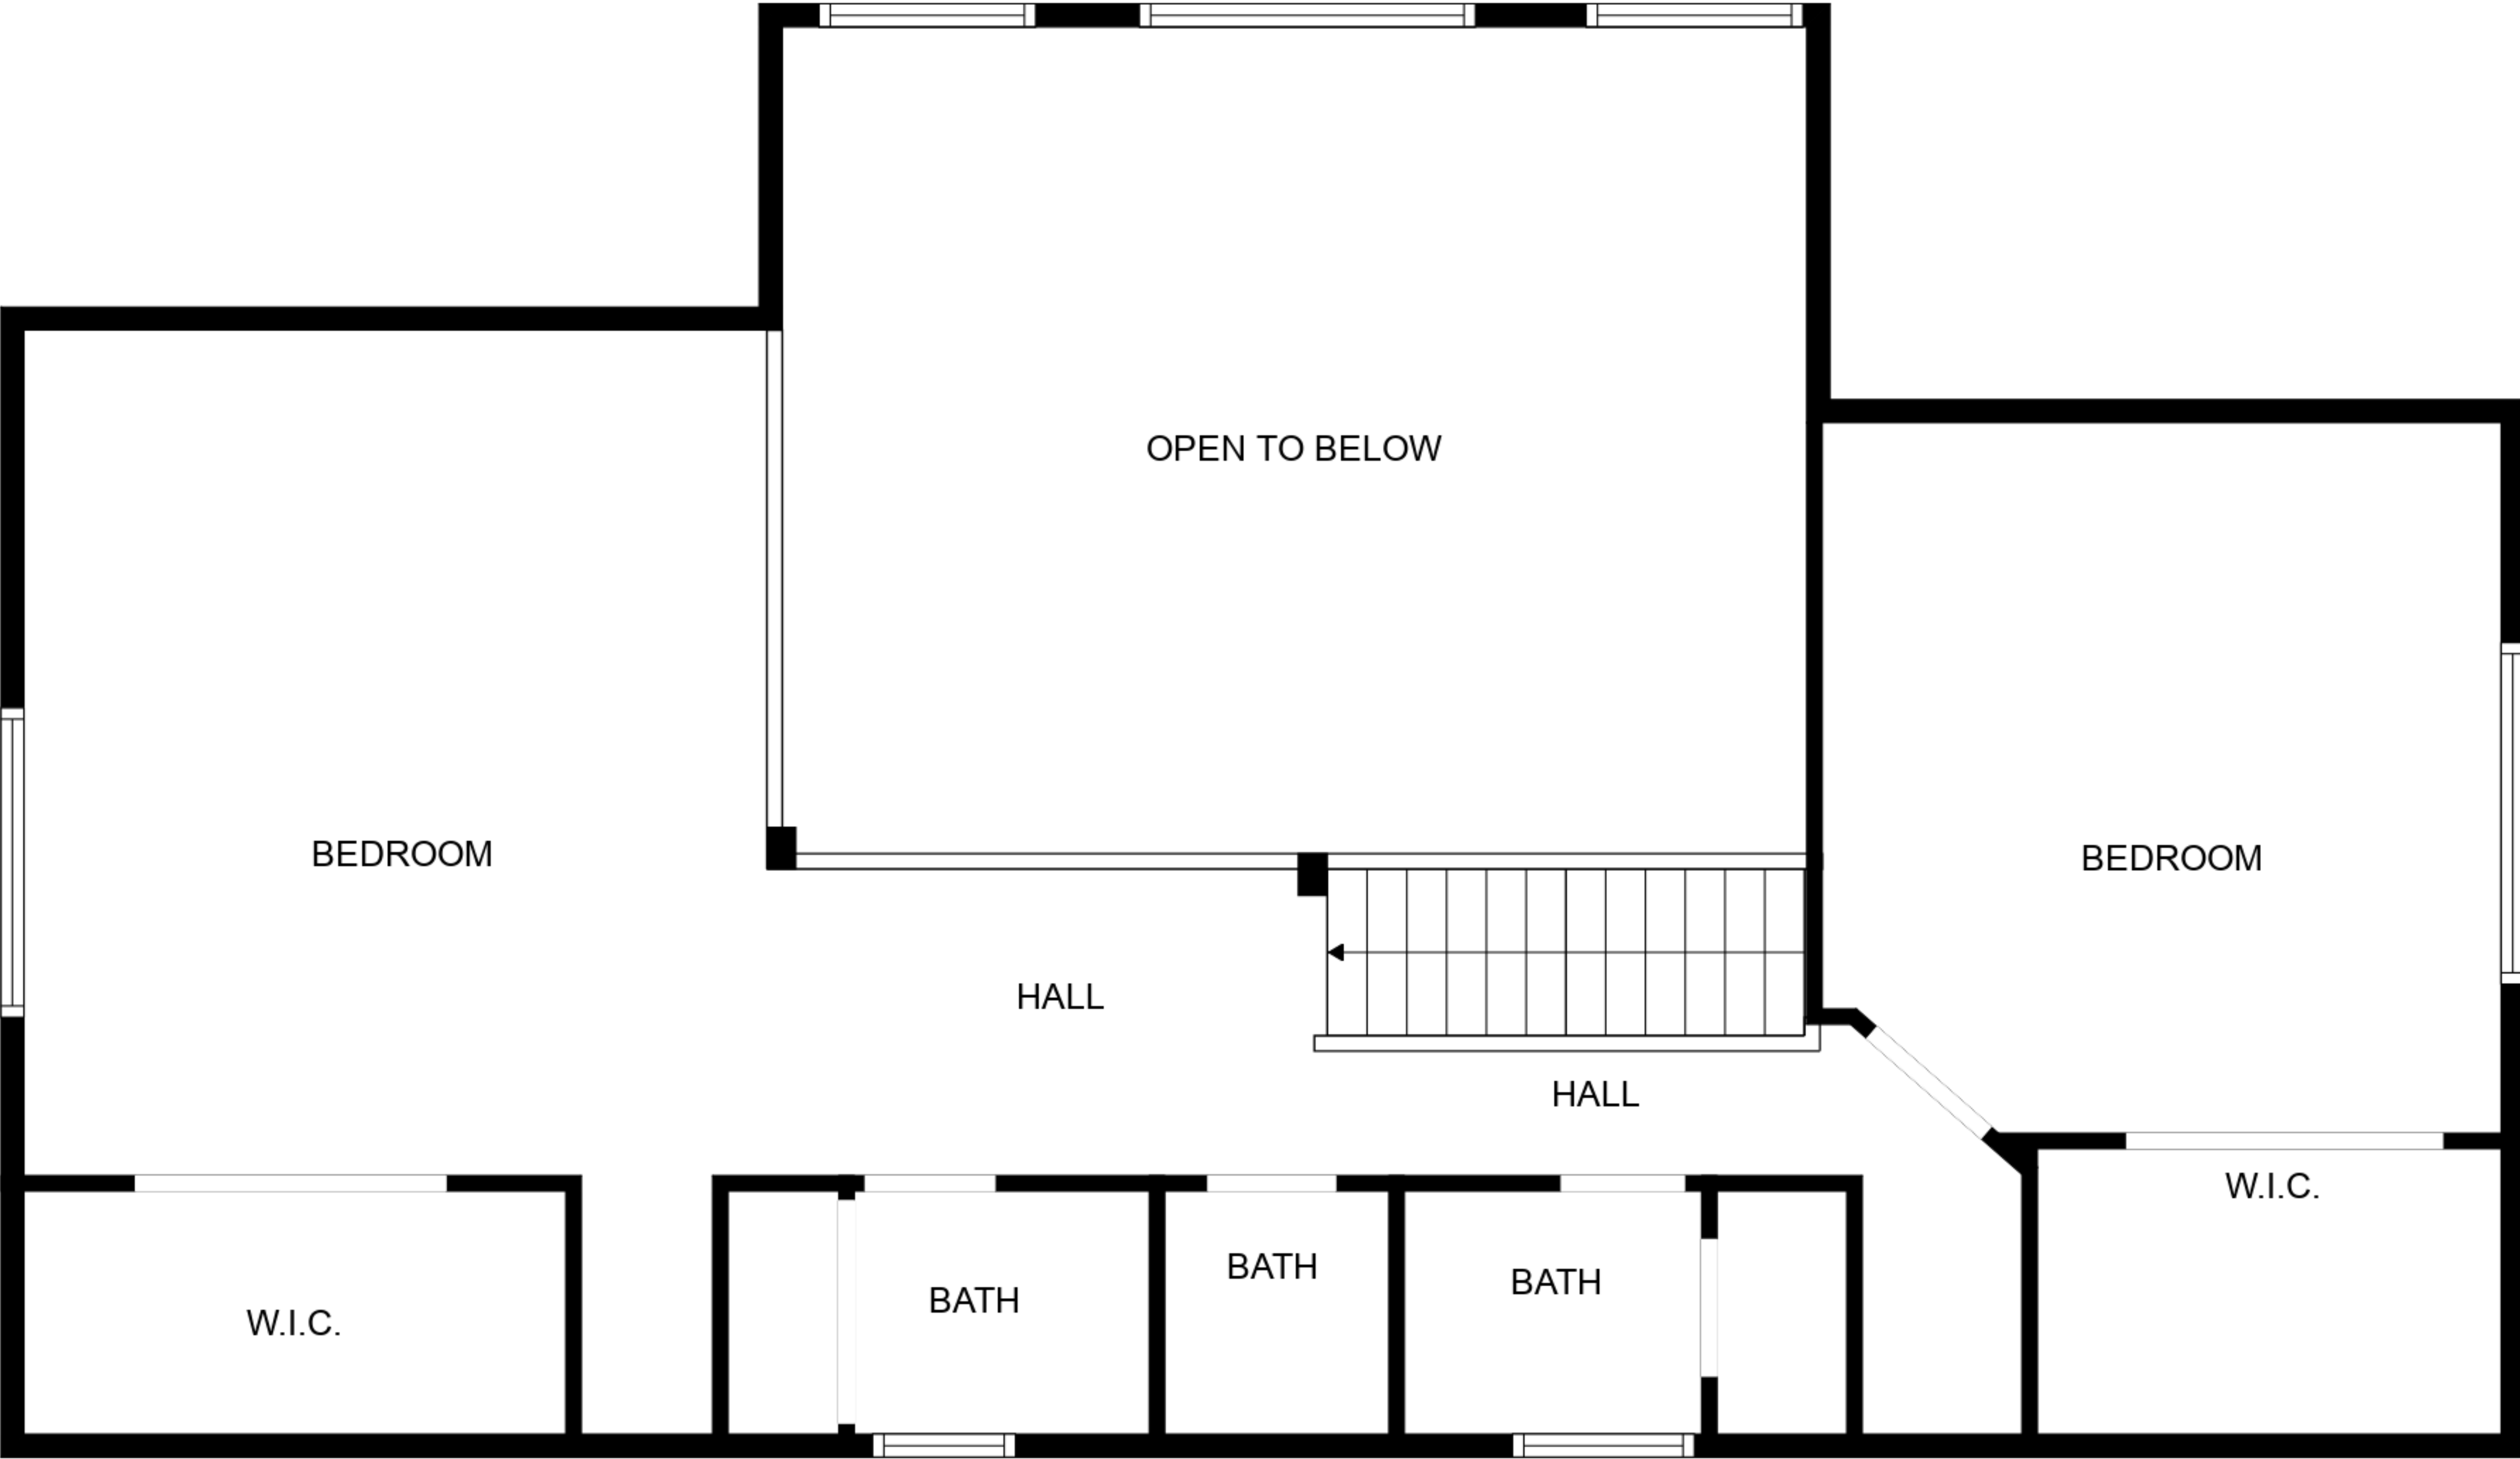 OPEN TO BELOW
BEDROOM
BEDROOM
HALL
HALL
W.I.C.
BATH
BATH
BATH
W.I.C.